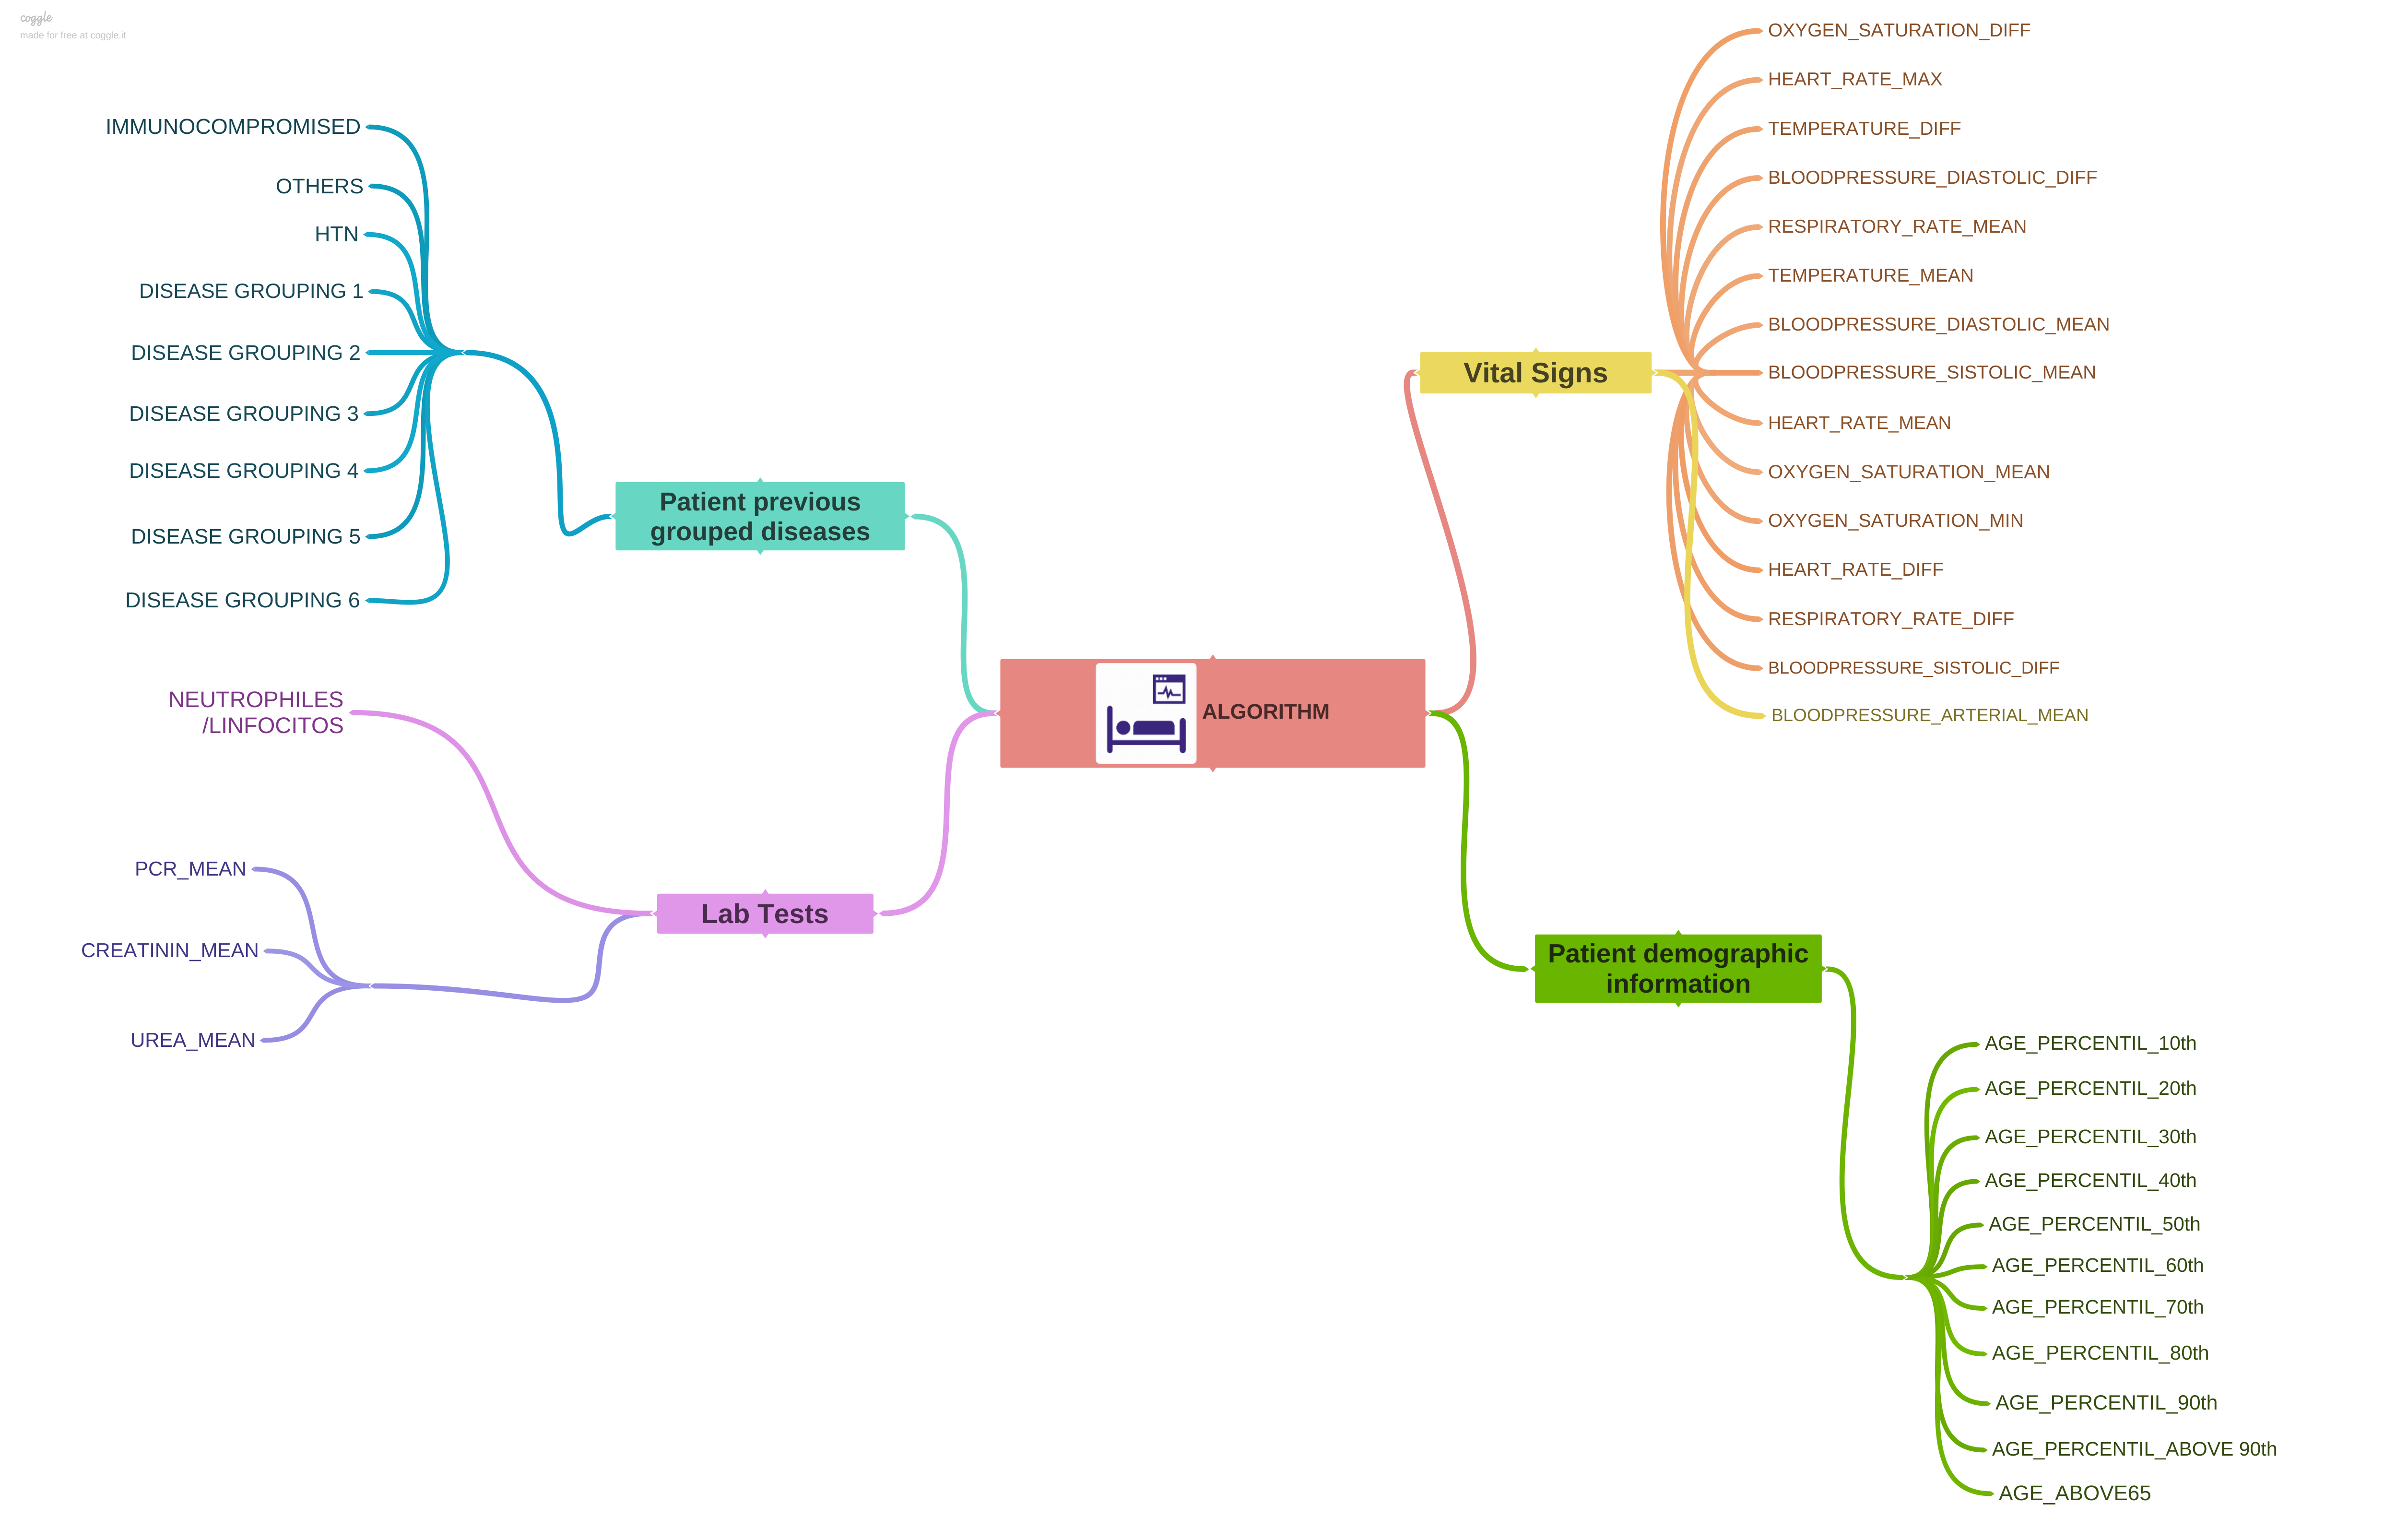 coggle
made for free at coggle.it
IMMUNOCOMPROMISED
OTHERS
HTN
DISEASE GROUPING 1
DISEASE GROUPING 2
DISEASE GROUPING 3
DISEASE GROUPING 4
DISEASE GROUPING 5
DISEASE GROUPING 6
Patient previous
grouped diseases
NEUTROPHILES
/LINFOCITOS
PCR_MEAN
CREATININ_MEAN
UREA_MEAN
Lab Tests
ALGORITHM
Vital Signs
OXYGEN_SATURATION_DIFF
HEART_RATE_MAX
TEMPERATURE_DIFF
BLOODPRESSURE_DIASTOLIC_DIFF
RESPIRATORY_RATE_MEAN
TEMPERATURE_MEAN
BLOODPRESSURE_DIASTOLIC_MEAN
BLOODPRESSURE_SISTOLIC_MEAN
HEART_RATE_MEAN
OXYGEN_SATURATION_MEAN
OXYGEN_SATURATION_MIN
HEART_RATE_DIFF
RESPIRATORY_RATE_DIFF
BLOODPRESSURE_SISTOLIC_DIFF
BLOODPRESSURE_ARTERIAL_MEAN
Patient demographic
information
AGE_PERCENTIL_10th
AGE_PERCENTIL_20th
AGE_PERCENTIL_30th
AGE_PERCENTIL_40th
AGE_PERCENTIL_50th
AGE_PERCENTIL_60th
AGE_PERCENTIL_70th
AGE_PERCENTIL_80th
AGE_PERCENTIL_90th
AGE_PERCENTIL_ABOVE 90th
AGE_ABOVE65